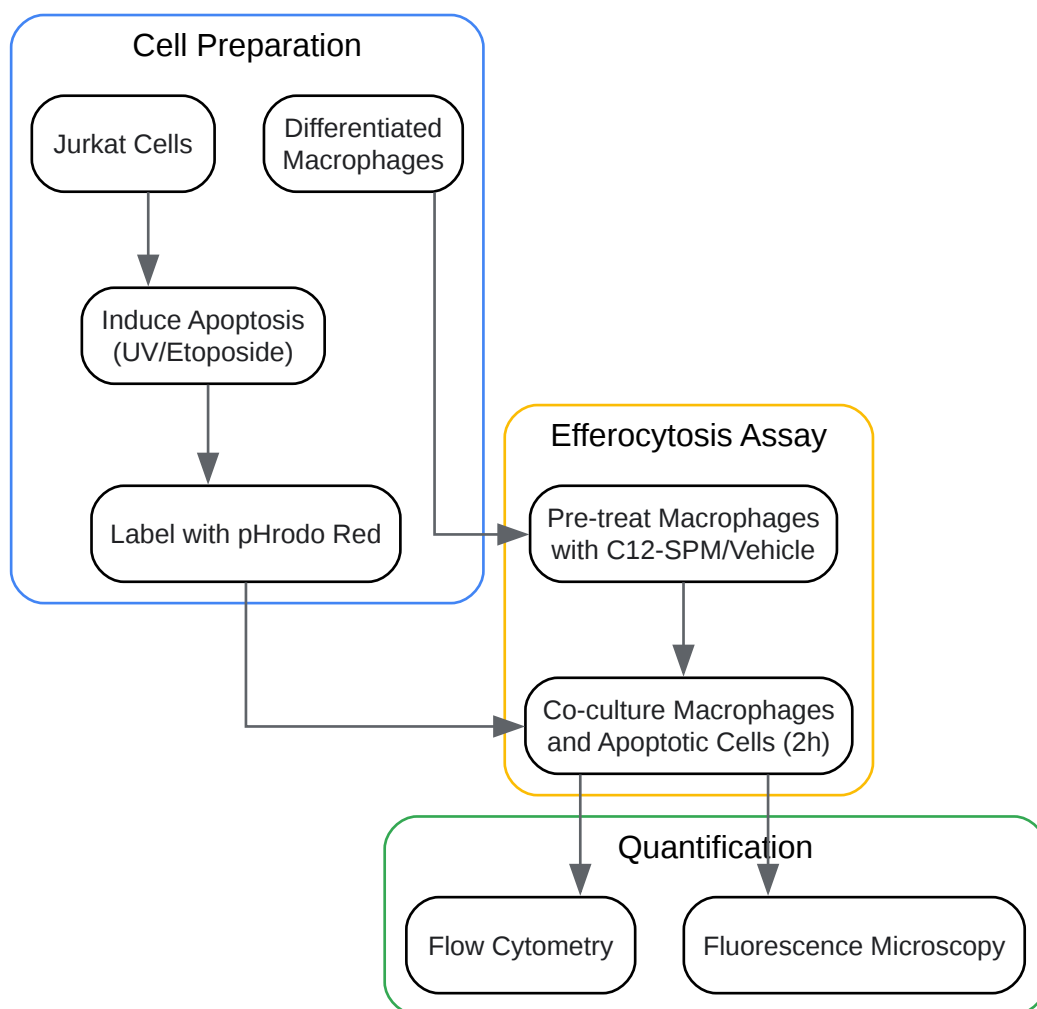 Cell Preparation
Jurkat Cells
Differentiated
Macrophages
Induce Apoptosis
(UV/Etoposide)
Label with pHrodo Red
Efferocytosis Assay
Pre-treat Macrophages
with C12-SPM/Vehicle
Co-culture Macrophages
and Apoptotic Cells (2h)
Quantification
Flow Cytometry
Fluorescence Microscopy